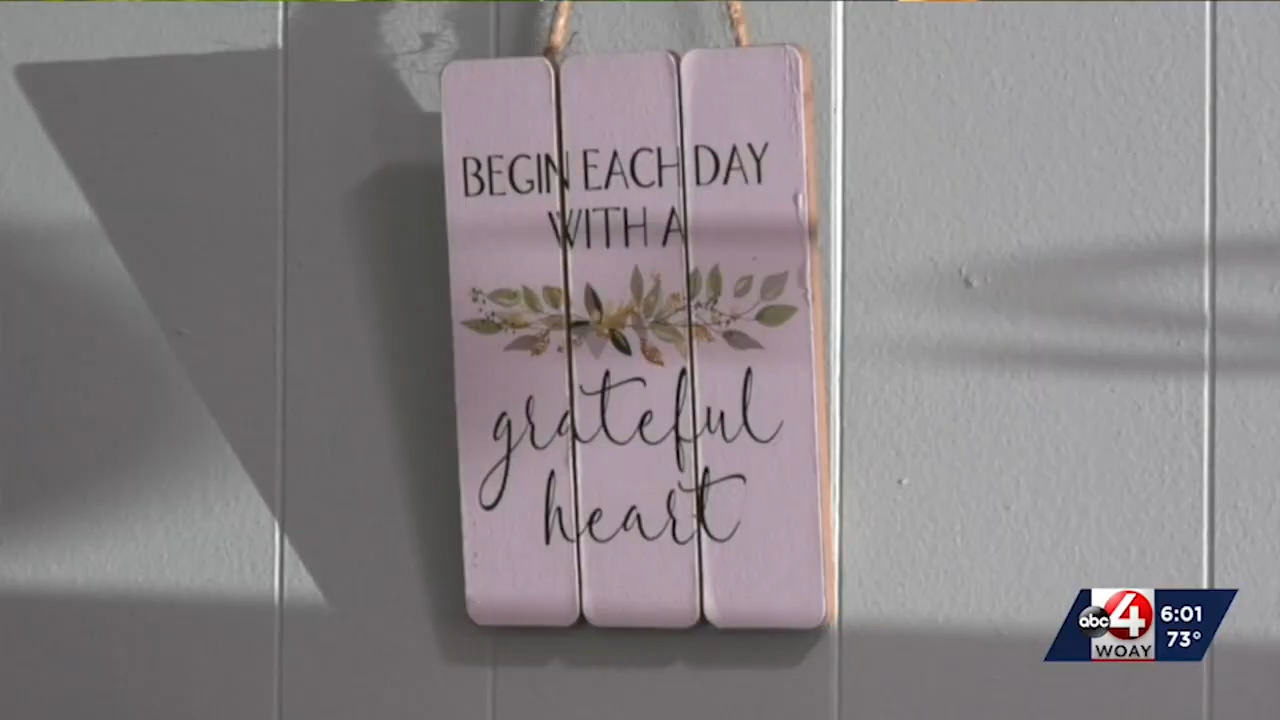 BEGIN EACH DAY
WITH A
grateful
heart
abc 4
WOAY
6:01
73°